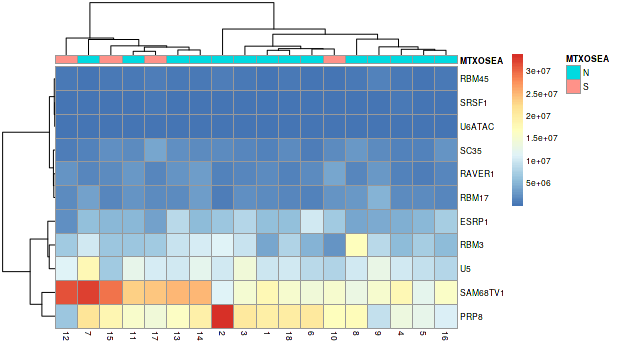 MTXOSEA
RBM45
SRSF1
U6ATAC
SC35
RAVER1
RBM17
ESRP1
RBM3
U5
SAM68TV1
PRP8
12 7 15 11 17 13 14 2 3 1 18 6 10 8 9 4 5 16
3e+07
2.5e+07
2e+07
1.5e+07
1e+07
5e+06
MTXOSEA
N
S